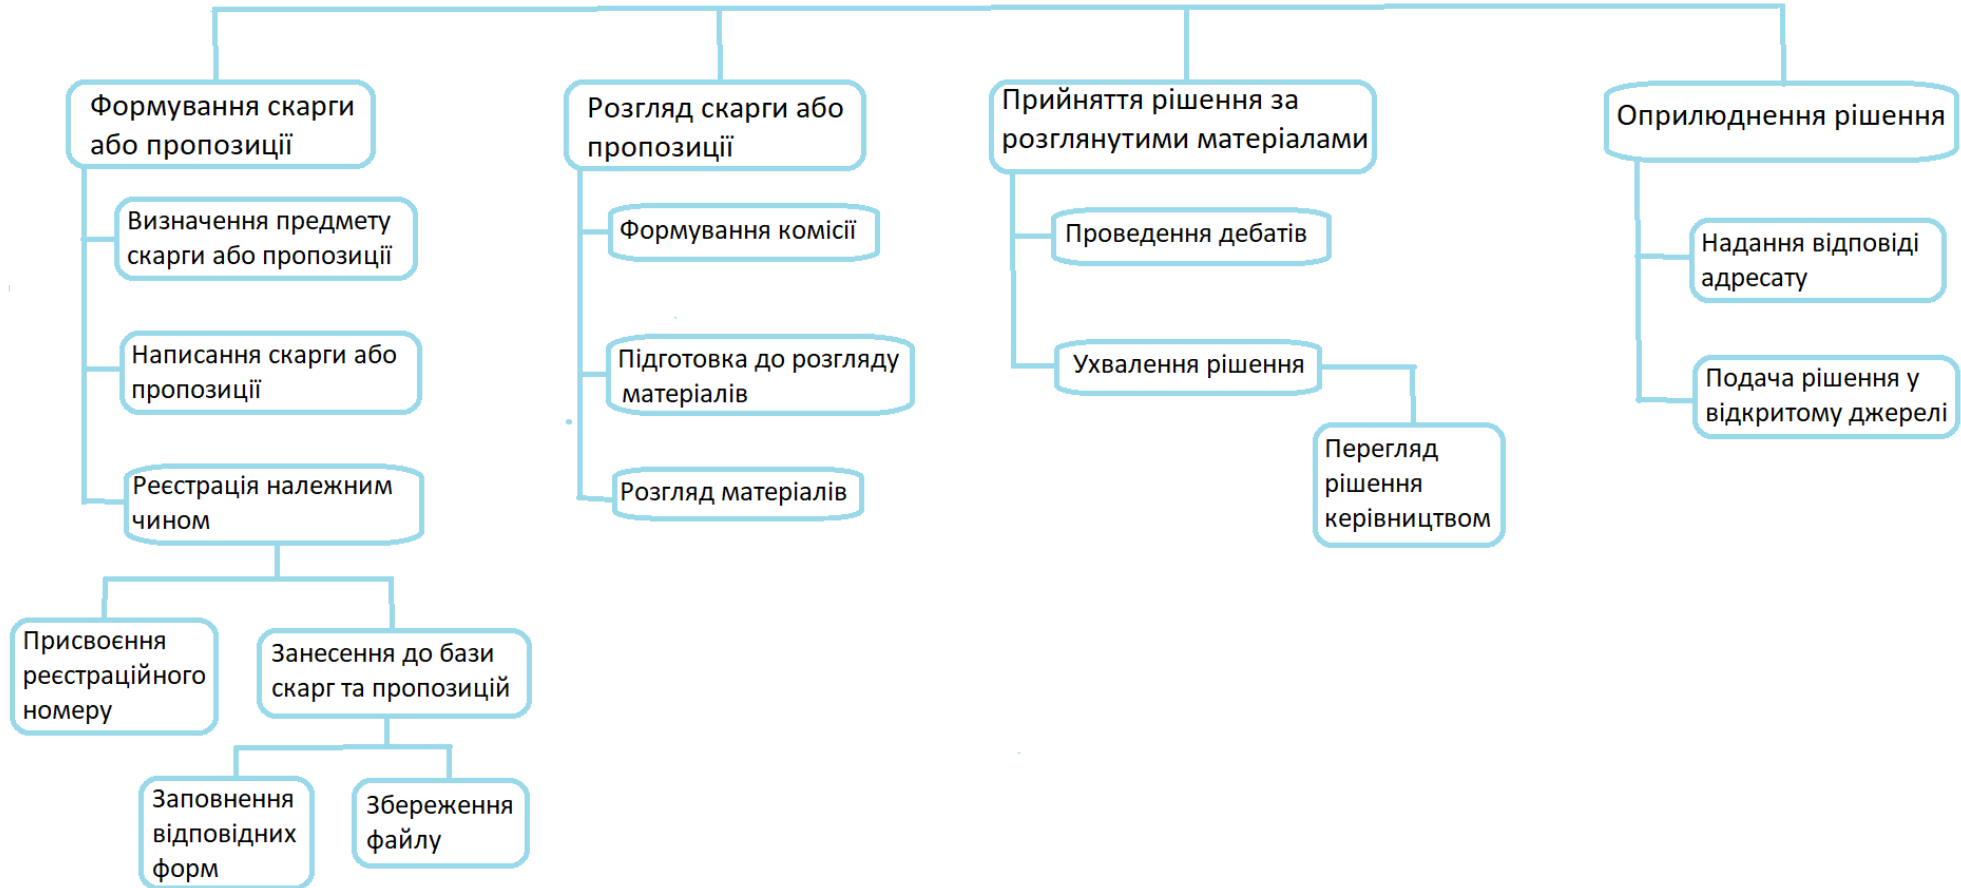 Формування скарги
або пропозиції
Визначення предмету
скарги або пропозиції
Написання скарги або
пропозиції
Реєстрація належним
чином
Присвоєння
реєстраційного
номеру
Занесення до бази
скарг та пропозицій
Заповнення
відповідних
форм
Збереження
файлу
Розгляд скарги або
пропозиції
Формування комісії
Підготовка до розгляду
матеріалів
Розгляд матеріалів
Прийняття рішення за
розглянутими матеріалами
Проведення дебатів
Ухвалення рішення
Перегляд
рішення
керівництвом
Оприлюднення рішення
Надання відповіді
адресату
Подача рішення у
відкритому джерелі